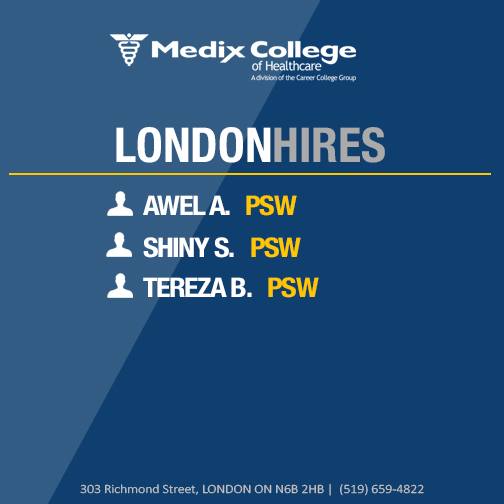 Medix College
of Healthcare
A division of the Career College Group
LONDONHIRES
AWEL A. PSW
SHINY S. PSW
TEREZA B. PSW
303 Richmond Street, LONDON ON N6B 2HB | (519) 659-4822